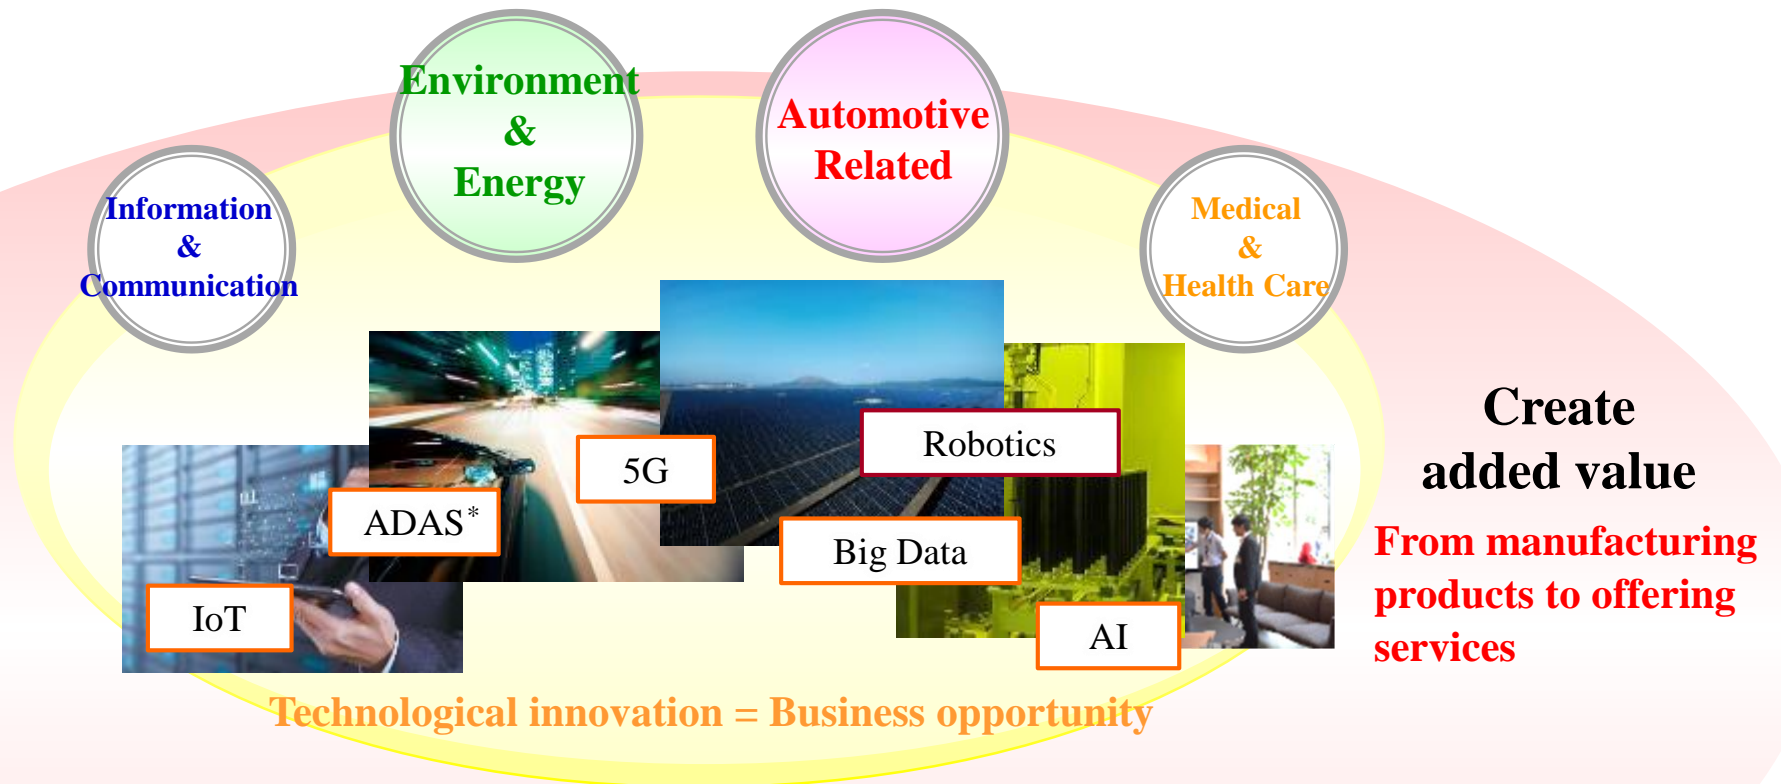 Environment
&
Energy
Automotive
Related
Information
&
Communication
Medical
&
Health Care
Create
added value
From manufacturing
products to offering
services
Robotics
5G
ADAS*
Big Data
IoT
AI
Technological innovation = Business opportunity